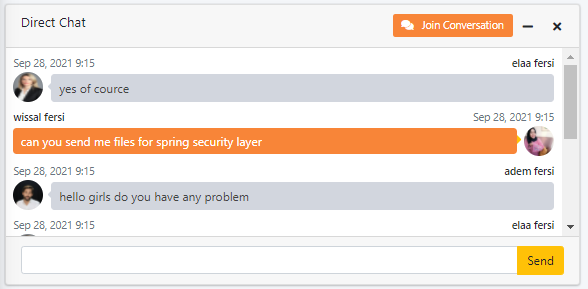 Direct Chat
Join Conversation
Sep 28, 2021 9:15 elaa fersi
yes of cource
wissal fersi Sep 28, 2021 9:15
can you send me files for spring security layer
Sep 28, 2021 9:15 adem fersi
hello girls do you have any problem
Sep 28, 2021 9:15 elaa fersi
Send